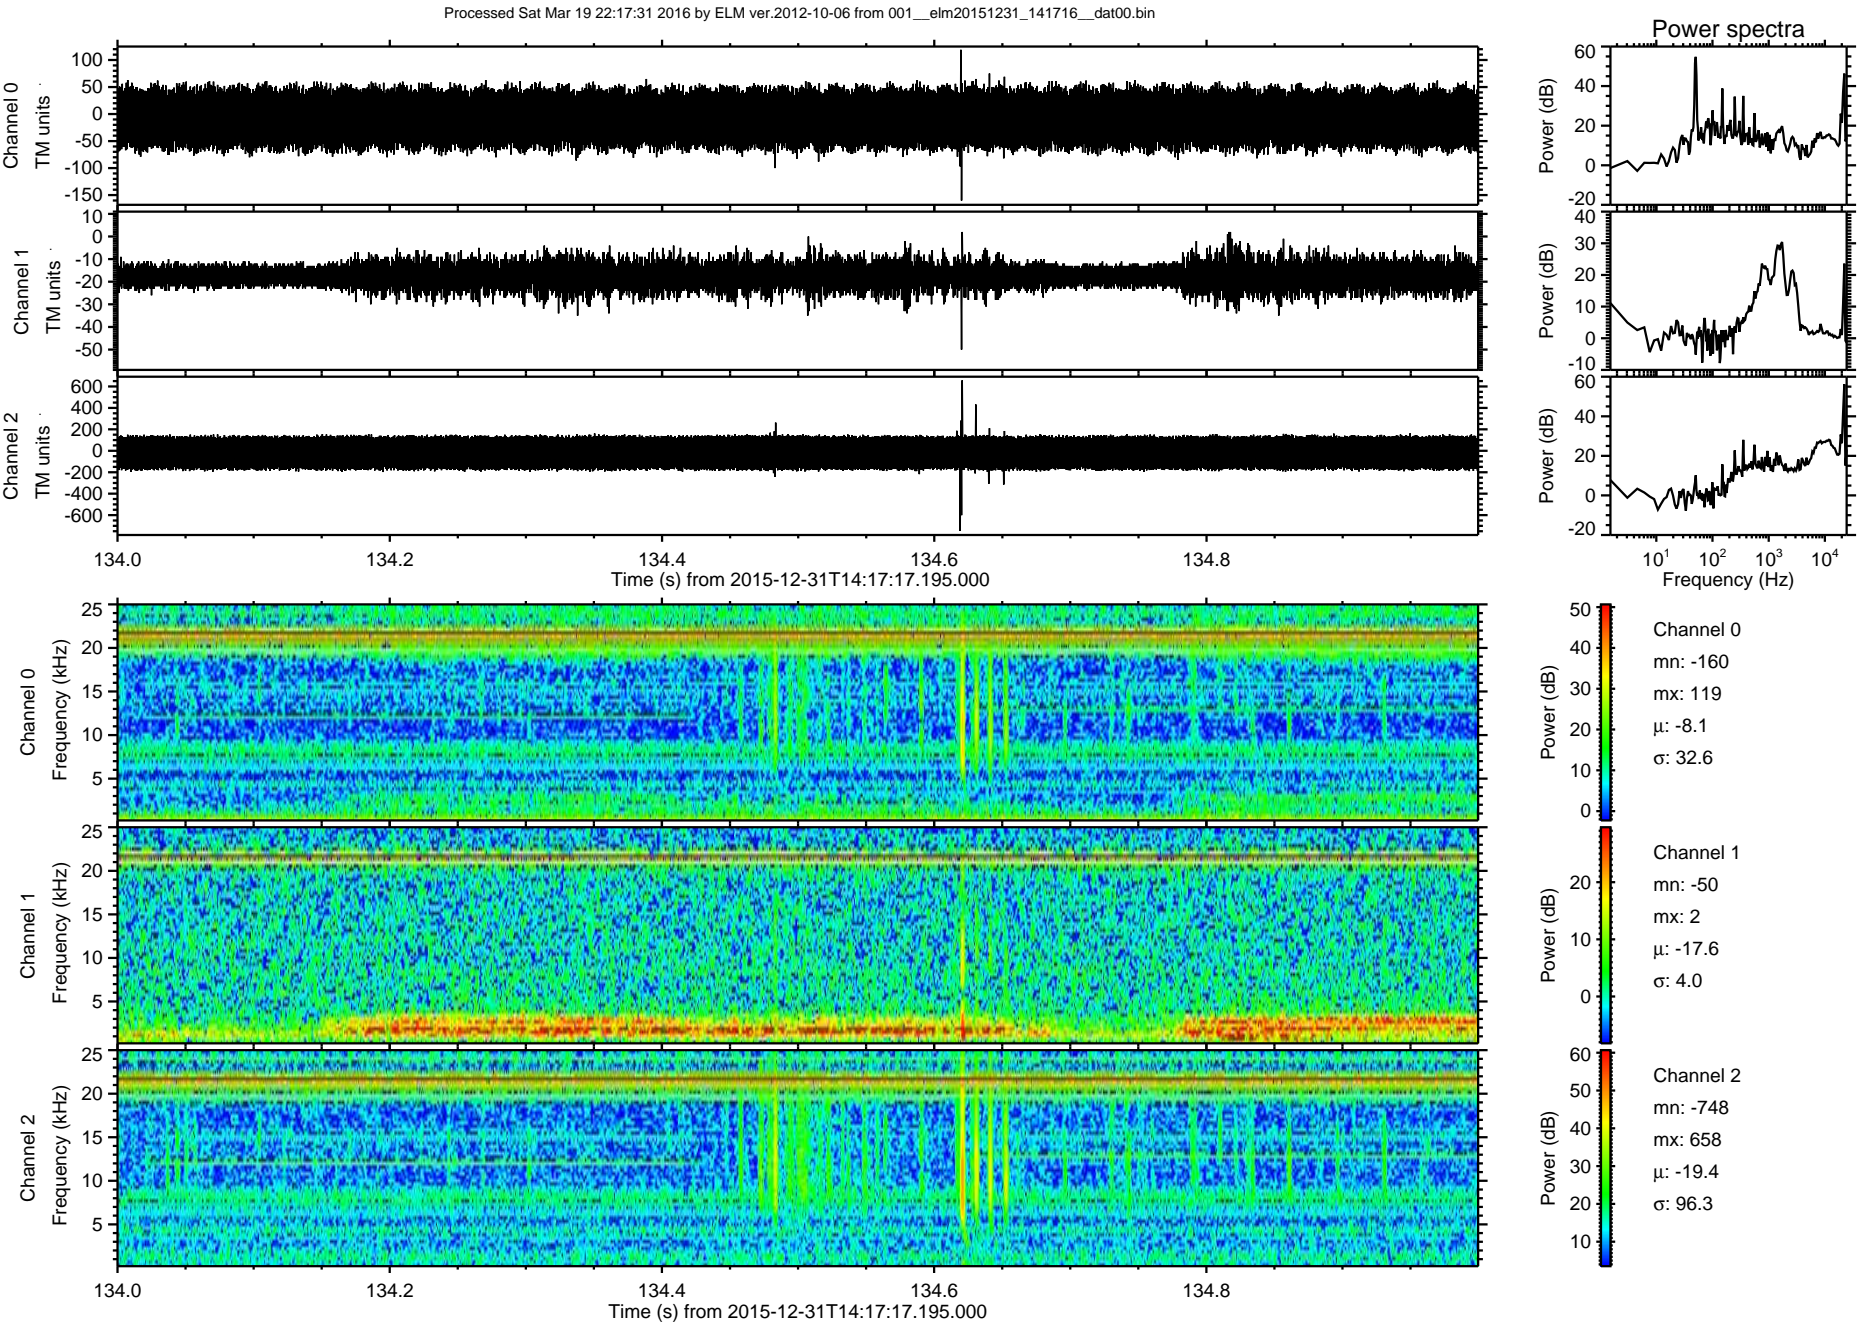 Processed Sat Mar 19 22:17:31 2016 by ELM ver.2012-10-06 from 001__elm20151231_141716__dat00.bin
Power spectra
Channel 0
TM units
100
50
0
-50
-100
-150
Power (dB)
60
40
20
0
-20
Channel 1
TM units
10
0
-10
-20
-30
-40
-50
Power (dB)
40
30
20
10
0
-10
Channel 2
TM units
600
400
200
0
-200
-400
-600
Power (dB)
60
40
20
0
-20
134.0 134.2 134.4 134.6 134.8
Time (s) from 2015-12-31T14:17:17.195.000
10^1 10^2 10^3 10^4
Frequency (Hz)
Channel 0
Frequency (kHz)
25
20
15
10
5
Power (dB)
50
40
30
20
10
0
Channel 0
mn: -160
mx: 119
μ: -8.1
σ: 32.6
Channel 1
Frequency (kHz)
25
20
15
10
5
Power (dB)
20
10
0
Channel 1
mn: -50
mx: 2
μ: -17.6
σ: 4.0
Channel 2
Frequency (kHz)
25
20
15
10
5
Power (dB)
60
50
40
30
20
10
Channel 2
mn: -748
mx: 658
μ: -19.4
σ: 96.3
134.0 134.2 134.4 134.6 134.8
Time (s) from 2015-12-31T14:17:17.195.000